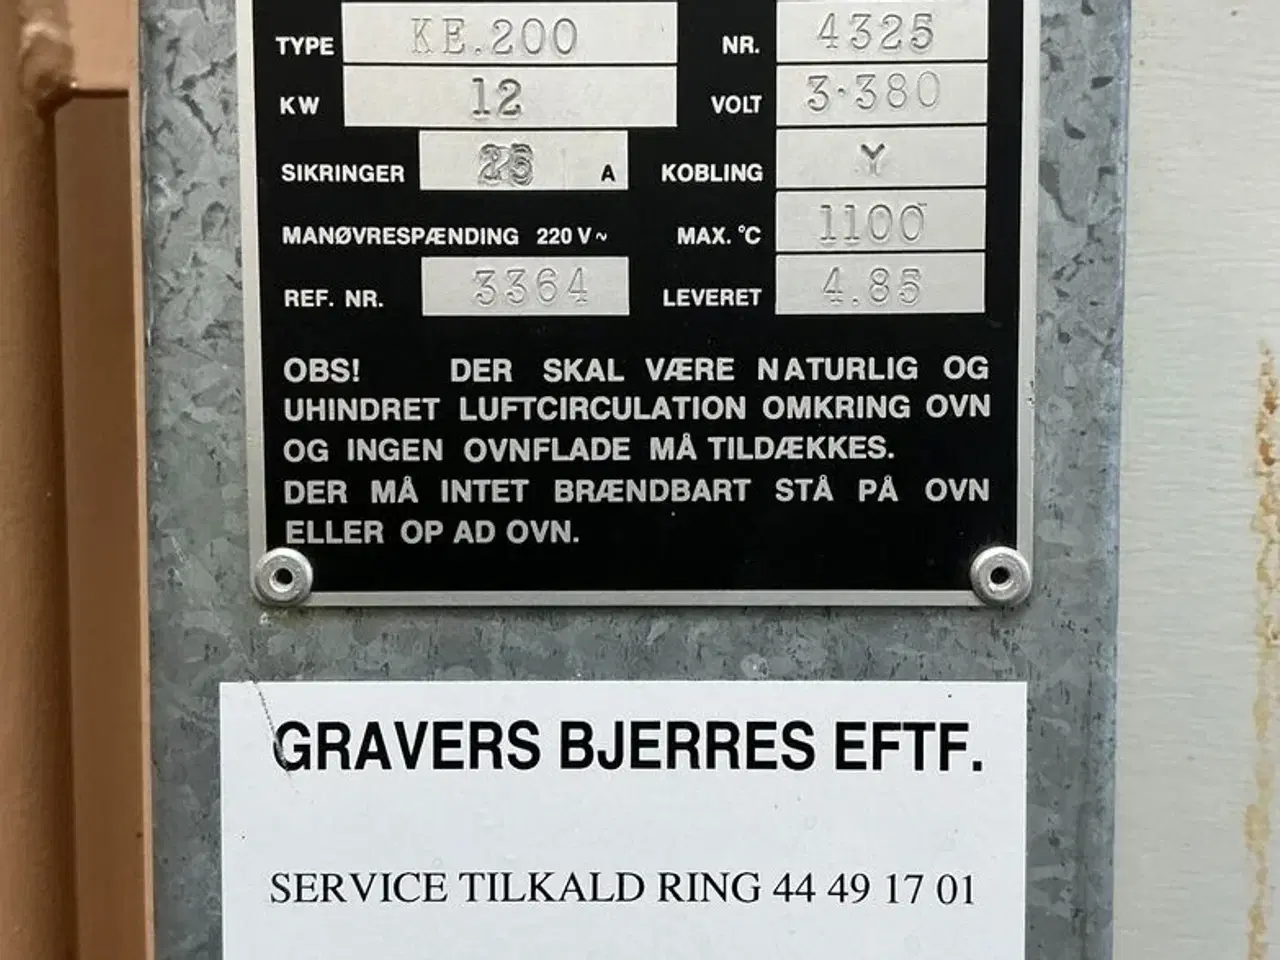 TYPE KE.200 NR. 4325
KW 12 VOLT 3·380
SIKRINGER 25 A KOBLING Y
MANØVRESPÆNDING 220 V~ MAX. °C 1100
REF. NR. 3364 LEVERET 4.85
OBS! DER SKAL VÆRE NATURLIG OG
UHINDRET LUFTCIRCULATION OMKRING OVN
OG INGEN OVNFLADE MÅ TILDÆKKES.
DER MÅ INTET BRÆNDBART STÅ PÅ OVN
ELLER OP AD OVN.
GRAVERS BJERRES EFTF.
SERVICE TILKALD RING 44 49 17 01